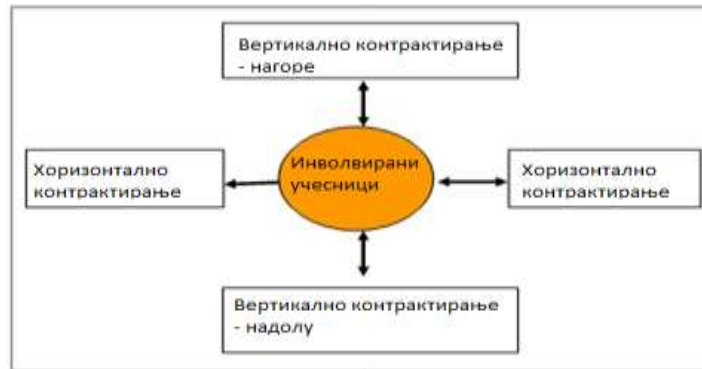 Вертикално контрактирање
- нагоре
Хоризонтално
контрактирање
Инволвирани
учесници
Хоризонтално
контрактирање
Вертикално контрактирање
- надолу